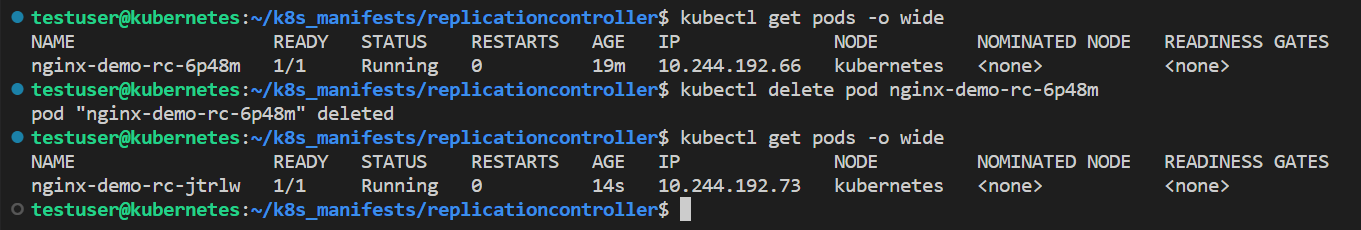 testuser@kubernetes:~/k8s_manifests/replicationcontroller$ kubectl get pods -o wide
NAME READY STATUS RESTARTS AGE IP NODE NOMINATED NODE READINESS GATES
nginx-demo-rc-6p48m 1/1 Running 0 19m 10.244.192.66 kubernetes <none> <none>
testuser@kubernetes:~/k8s_manifests/replicationcontroller$ kubectl delete pod nginx-demo-rc-6p48m
pod "nginx-demo-rc-6p48m" deleted
testuser@kubernetes:~/k8s_manifests/replicationcontroller$ kubectl get pods -o wide
NAME READY STATUS RESTARTS AGE IP NODE NOMINATED NODE READINESS GATES
nginx-demo-rc-jtrlw 1/1 Running 0 14s 10.244.192.73 kubernetes <none> <none>
testuser@kubernetes:~/k8s_manifests/replicationcontroller$